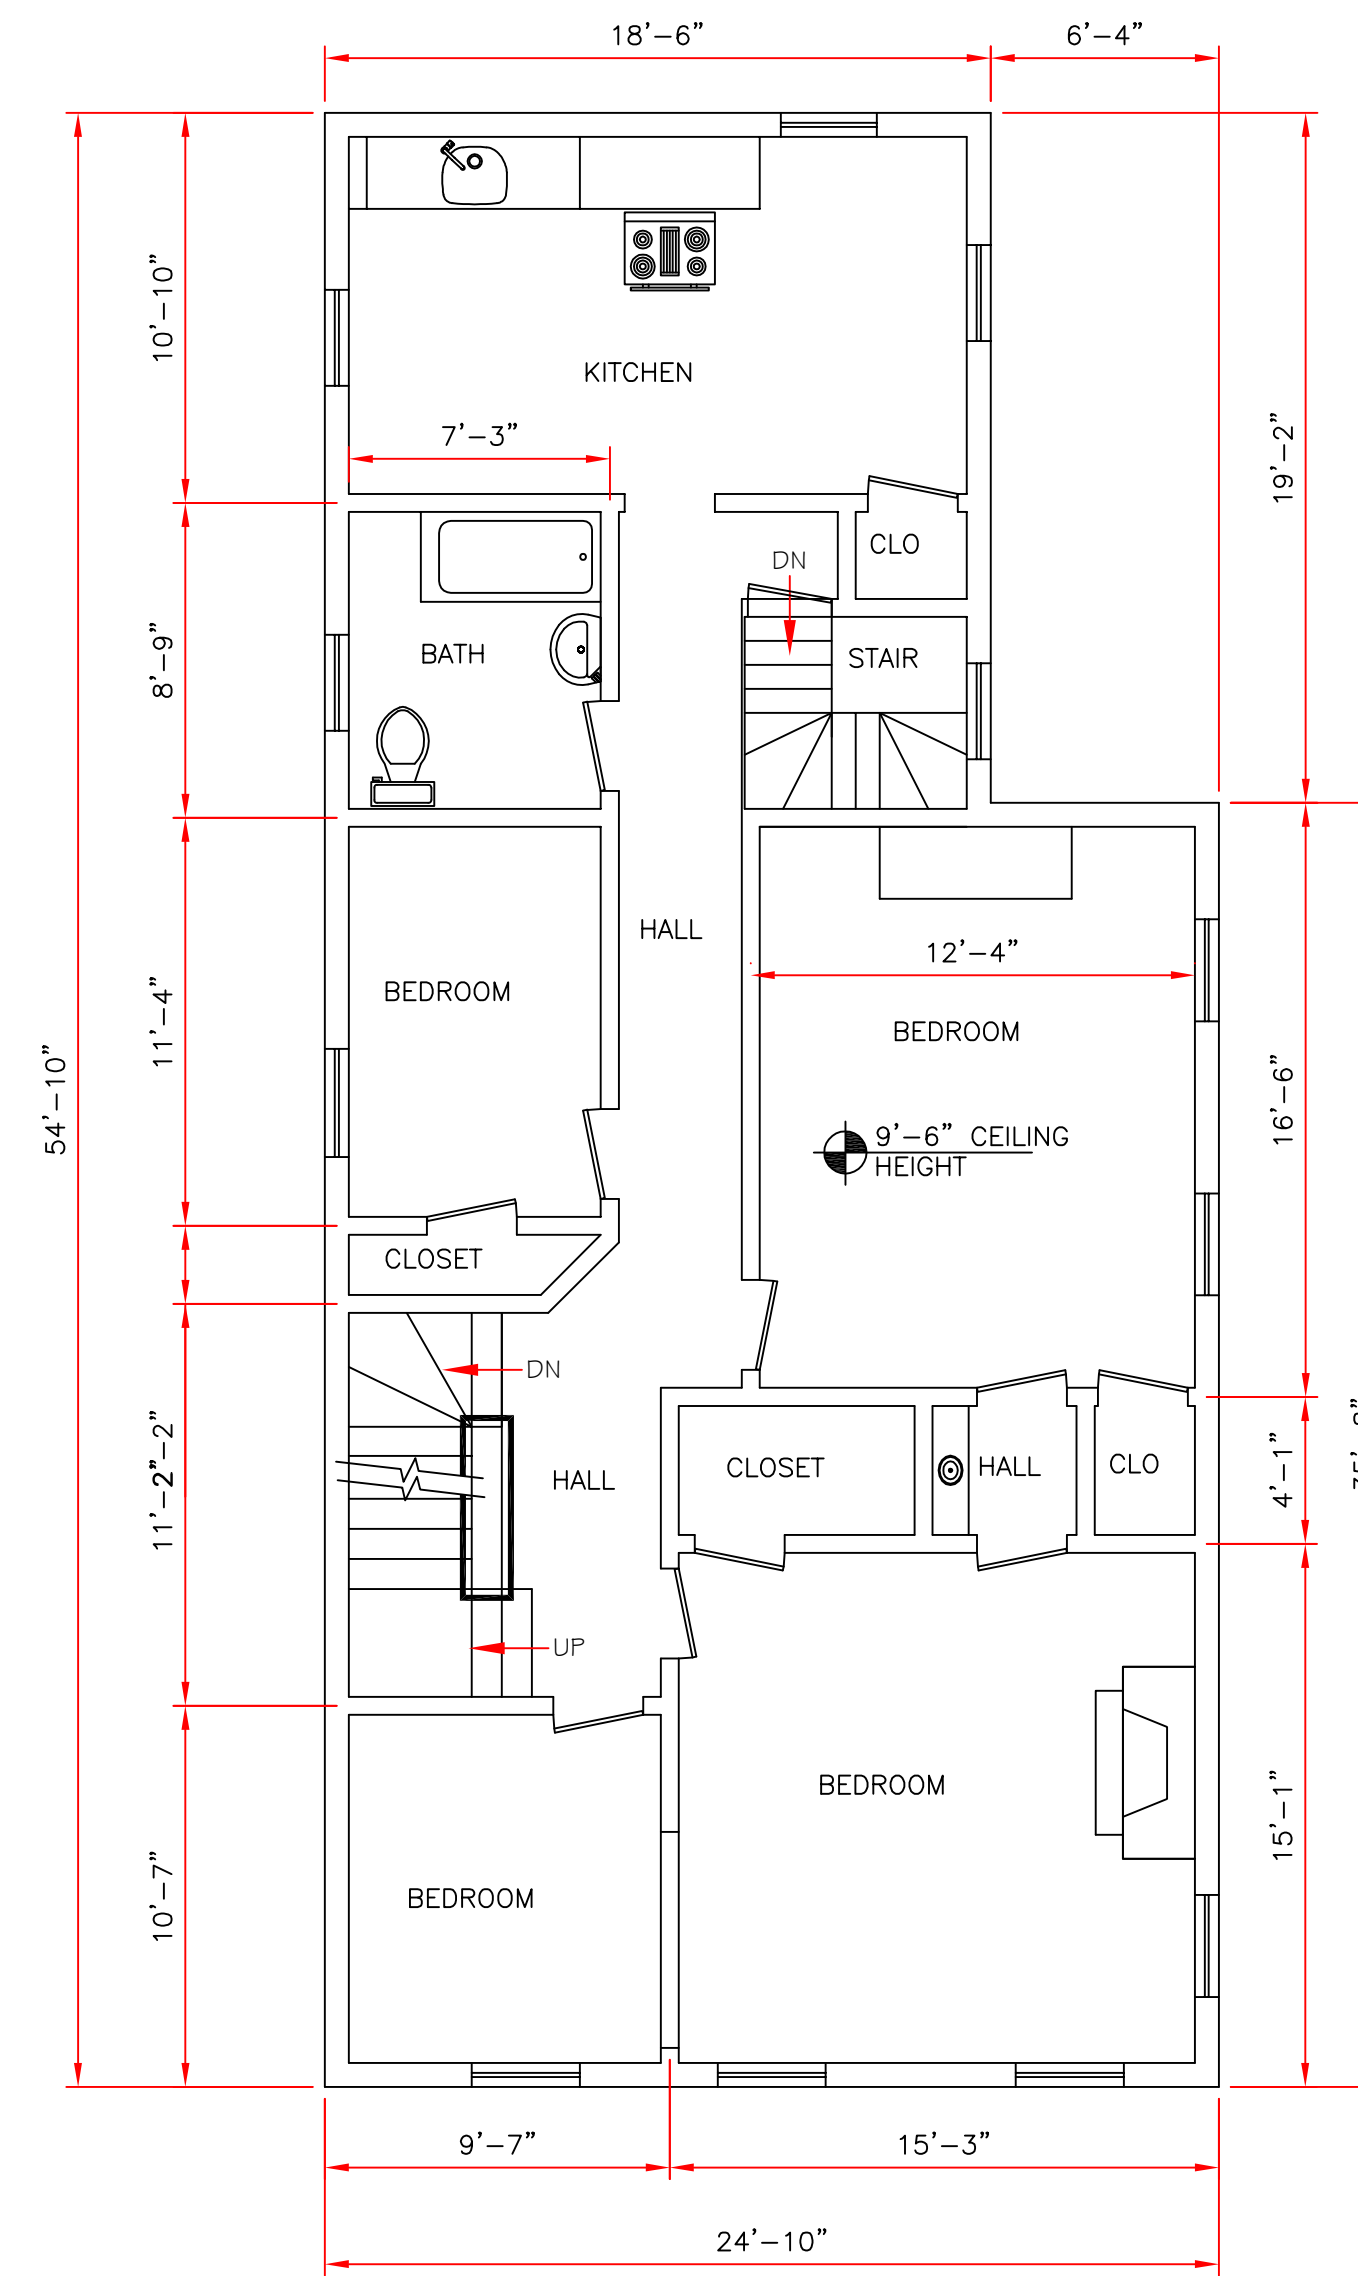 18'-6"
6'-4"
10'-10"
KITCHEN
7'-3"
19'-2"
CLO
DN
8'-9"
BATH
STAIR
HALL
12'-4"
BEDROOM
BEDROOM
11'-4"
54'-10"
16'-6"
9'-6" CEILING
HEIGHT
CLOSET
DN
11'-2"
CLOSET
HALL
CLO
4'-1"
HALL
UP
BEDROOM
15'-1"
BEDROOM
10'-7"
9'-7"
15'-3"
24'-10"